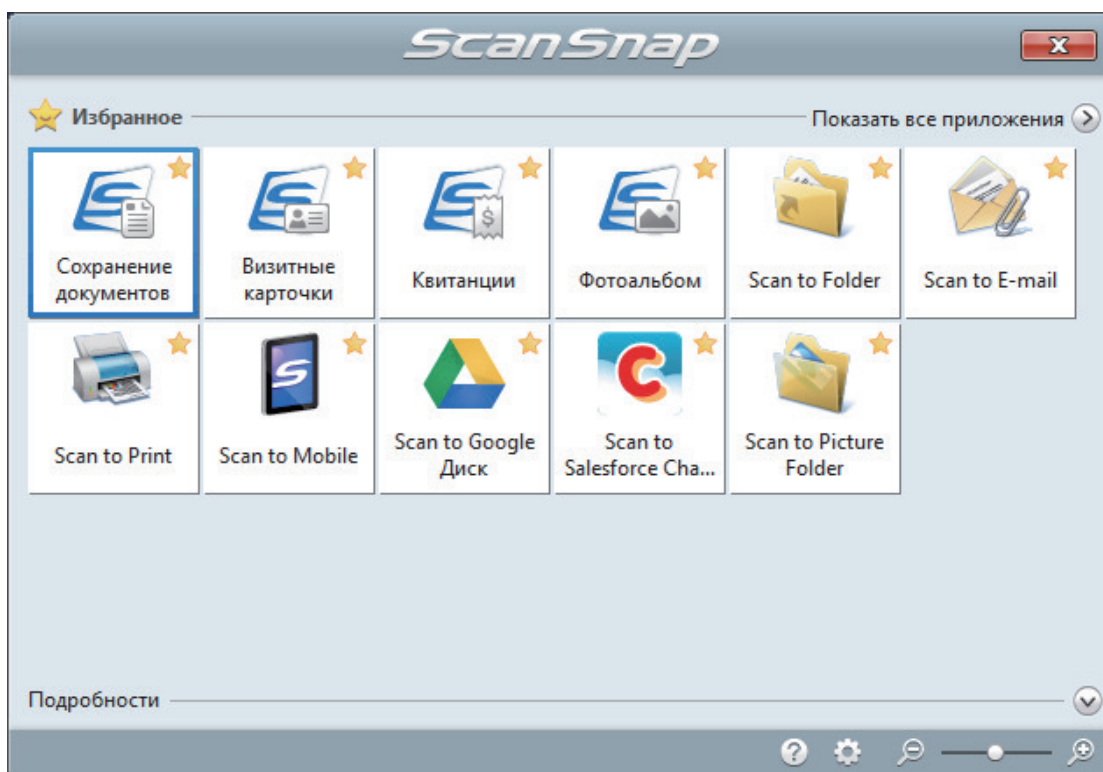 ScanSnap
Избранное
Показать все приложения
Сохранение
документов
Визитные
карточки
$
Квитанции
Фотоальбом
Scan to Folder
Scan to E-mail
Scan to Print
Scan to Mobile
Scan to Google
Диск
Scan to
Salesforce Cha...
Scan to Picture
Folder
Подробности